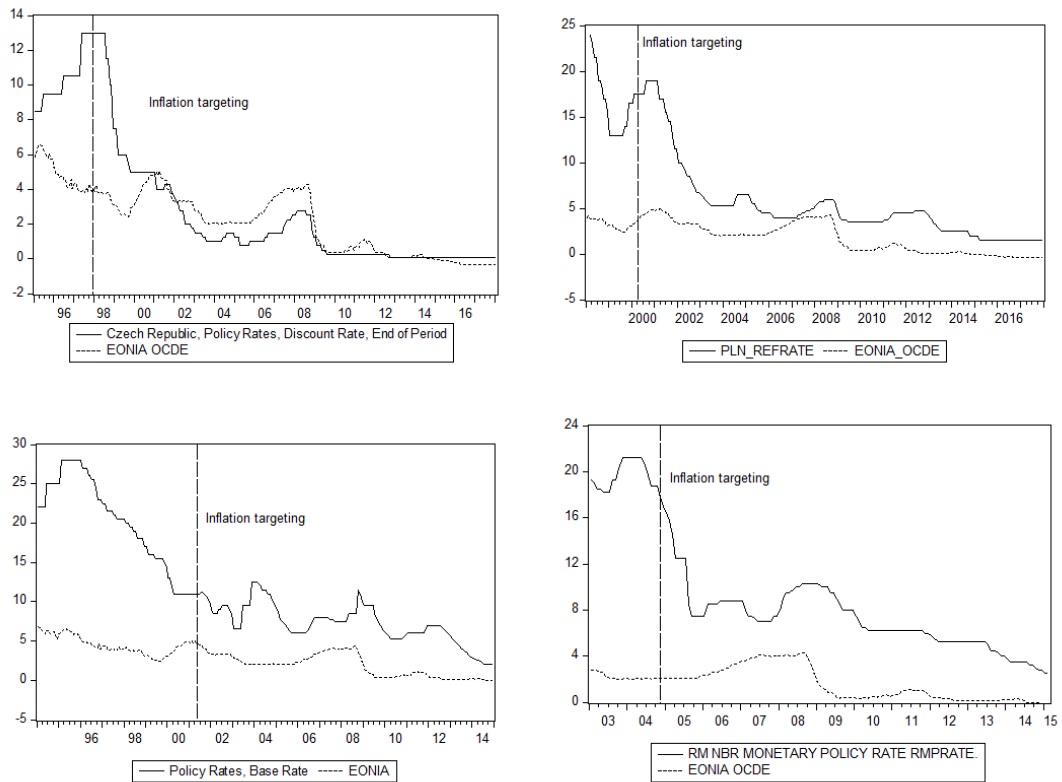 14
12
10
8
6
4
2
0
-2
Inflation targeting
96 98 00 02 04 06 08 10 12 14 16
Czech Republic, Policy Rates, Discount Rate, End of Period
EONIA OCDE
25
20
15
10
5
0
-5
Inflation targeting
2000 2002 2004 2006 2008 2010 2012 2014 2016
PLN_REFRATE EONIA_OCDE
30
25
20
15
10
5
0
-5
Inflation targeting
96 98 00 02 04 06 08 10 12 14
Policy Rates, Base Rate EONIA
24
20
16
12
8
4
0
Inflation targeting
03 04 05 06 07 08 09 10 11 12 13 14 15
RM NBR MONETARY POLICY RATE RMPRATE.
EONIA OCDE